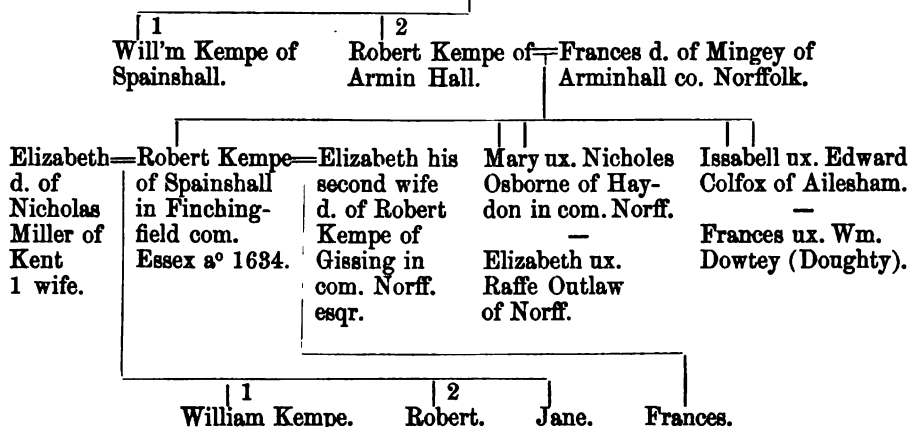 1 2
Will'm Kempe of
Spainshall.
Robert Kempe of
Armin Hall.
Frances d. of Mingey of
Arminhall co. Norffolk.
Elizabeth
d. of
Nicholas
Miller of
Kent
1 wife.
Robert Kempe
of Spainshall
in Finching-
field com.
Essex aº 1634.
Elizabeth his
second wife
d. of Robert
Kempe of
Gissing in
com. Norff.
esqr.
Mary ux. Nicholes
Osborne of Hay-
don in com. Norff.
—
Elizabeth ux.
Raffe Outlaw
of Norff.
Issabell ux. Edward
Colfox of Ailesham.
—
Frances ux. Wm.
Dowtey (Doughty).
1 2
William Kempe. Robert. Jane. Frances.